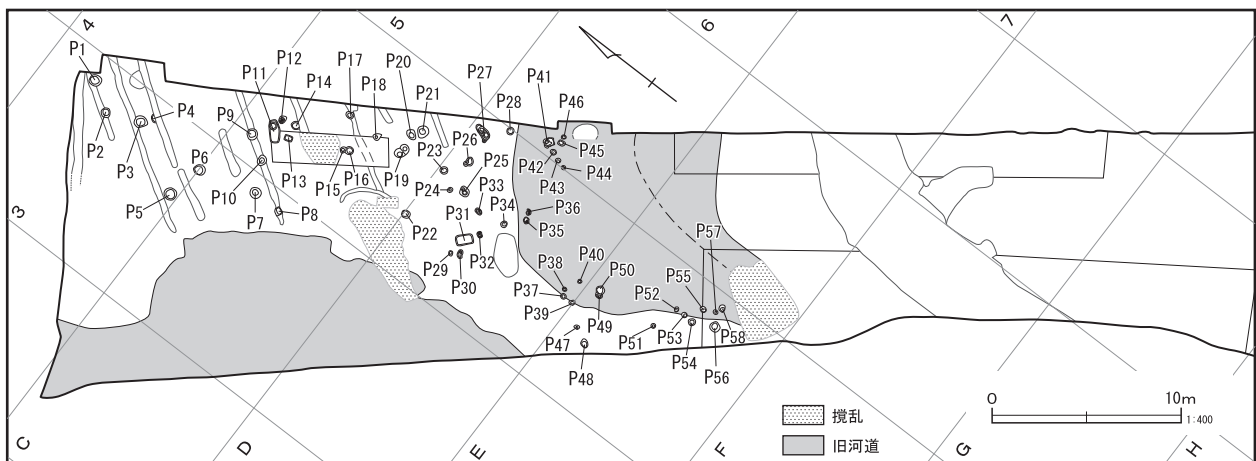 4
5
6
7
P1
P12
P17
P20
P27
P41
P46
P11
P14
P18
P21
P28
P4
P9
P2
P3
P26
P45
P6
P23
P25
P42
P44
P13
P15
P16
P19
P43
P10
P24
P33
P5
P7
P8
P31
P34
P36
P35
3
P22
P57
P29
P32
P38
P40
P50
P55
P30
P37
P52
P39
P49
P47
P51
P53
P58
P48
P54
P56
0
10m
1:400
撹乱
旧河道
C
D
E
F
G
H